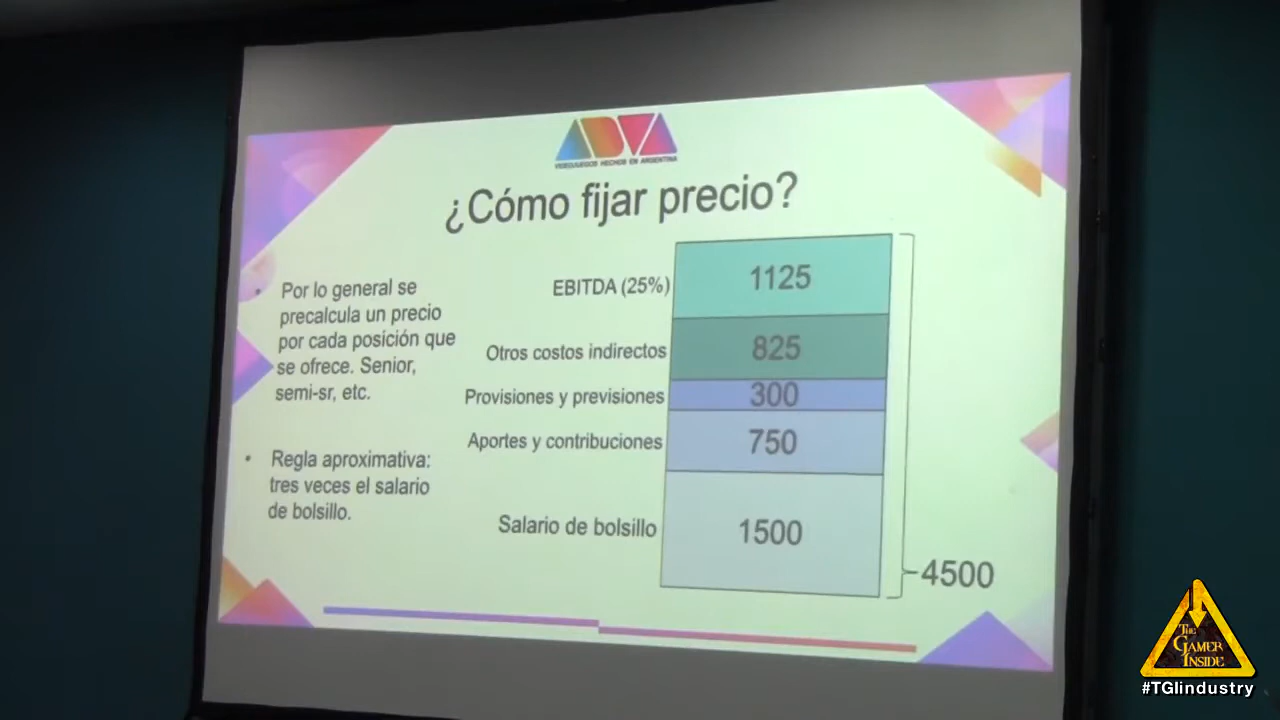 ADVA
VIDEOJUEGOS HECHOS EN ARGENTINA
¿Cómo fijar precio?
• Por lo general se
precalcula un precio
por cada posición que
se ofrece. Senior,
semi-sr, etc.
• Regla aproximativa:
tres veces el salario
de bolsillo.
EBITDA (25%) 1125
Otros costos indirectos 825
Provisiones y previsiones 300
Aportes y contribuciones 750
Salario de bolsillo 1500
4500
THE
GAMER
INSIDE
#TGIindustry